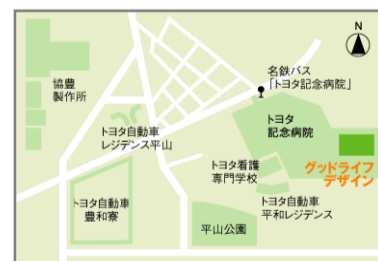 N
名鉄バス
「トヨタ記念病院」
協豊
製作所
トヨタ
記念病院
トヨタ自動車
レジデンス平山
グッドライフ
デザイン
トヨタ看護
専門学校
トヨタ自動車
豊和寮
トヨタ自動車
平和レジデンス
平山公園